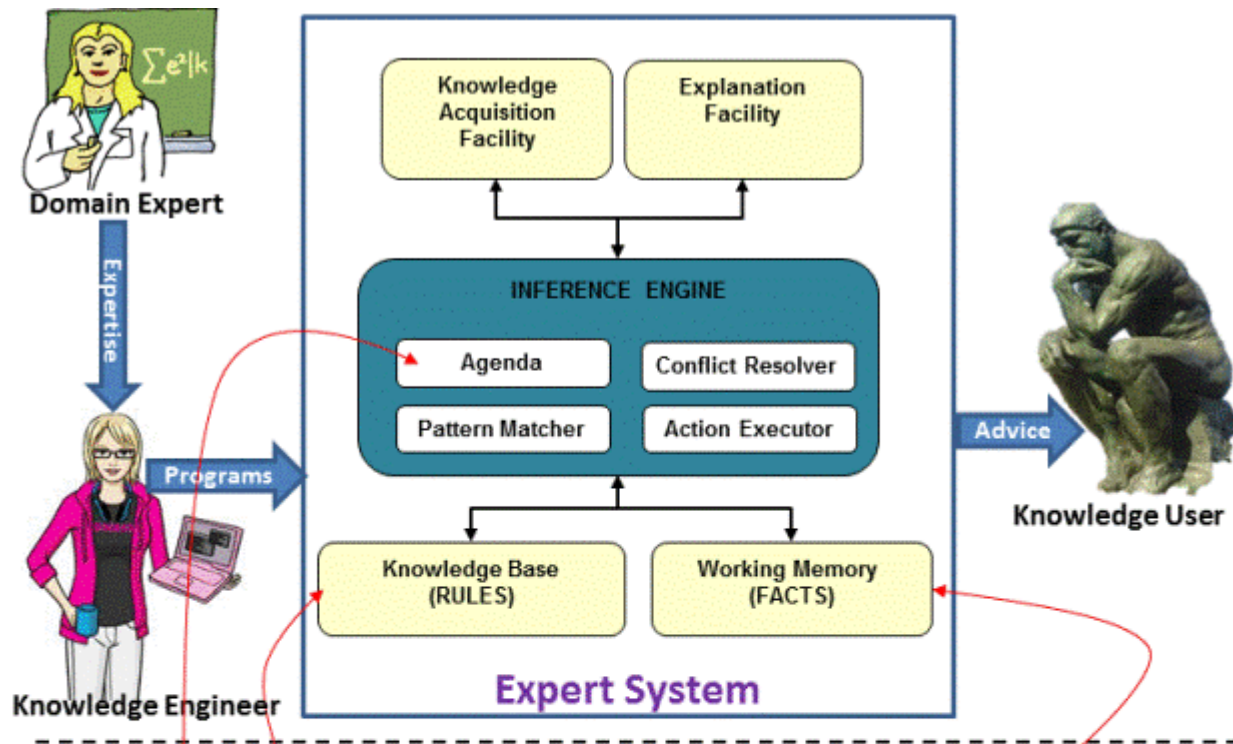 ∑e²|k
Domain Expert
Expertise
Knowledge Engineer
Programs
Knowledge
Acquisition
Facility
Explanation
Facility
INFERENCE ENGINE
Agenda
Conflict Resolver
Pattern Matcher
Action Executor
Knowledge Base
(RULES)
Working Memory
(FACTS)
Expert System
Advice
Knowledge User